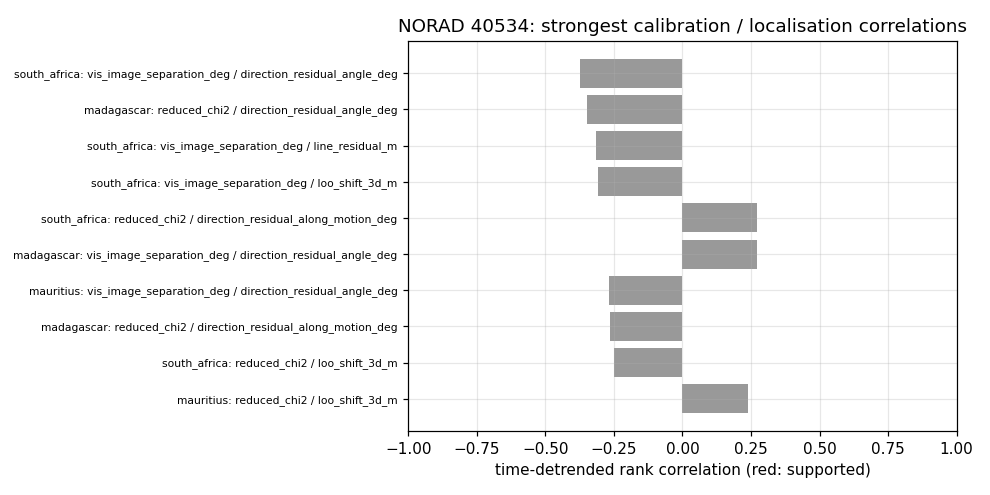 NORAD 40534: strongest calibration / localisation correlations
south_africa: vis_image_separation_deg / direction_residual_angle_deg
madagascar: reduced_chi2 / direction_residual_angle_deg
south_africa: vis_image_separation_deg / line_residual_m
south_africa: vis_image_separation_deg / loo_shift_3d_m
south_africa: reduced_chi2 / direction_residual_along_motion_deg
madagascar: vis_image_separation_deg / direction_residual_angle_deg
mauritius: vis_image_separation_deg / direction_residual_angle_deg
madagascar: reduced_chi2 / direction_residual_along_motion_deg
south_africa: reduced_chi2 / loo_shift_3d_m
mauritius: reduced_chi2 / loo_shift_3d_m
−1.00 −0.75 −0.50 −0.25 0.00 0.25 0.50 0.75 1.00
time-detrended rank correlation (red: supported)